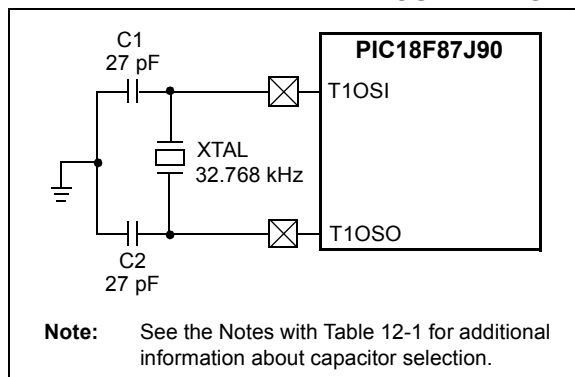 C1
27 pF
PIC18F87J90
T1OSI
XTAL
32.768 kHz
T1OSO
C2
27 pF
Note: See the Notes with Table 12-1 for additional
information about capacitor selection.